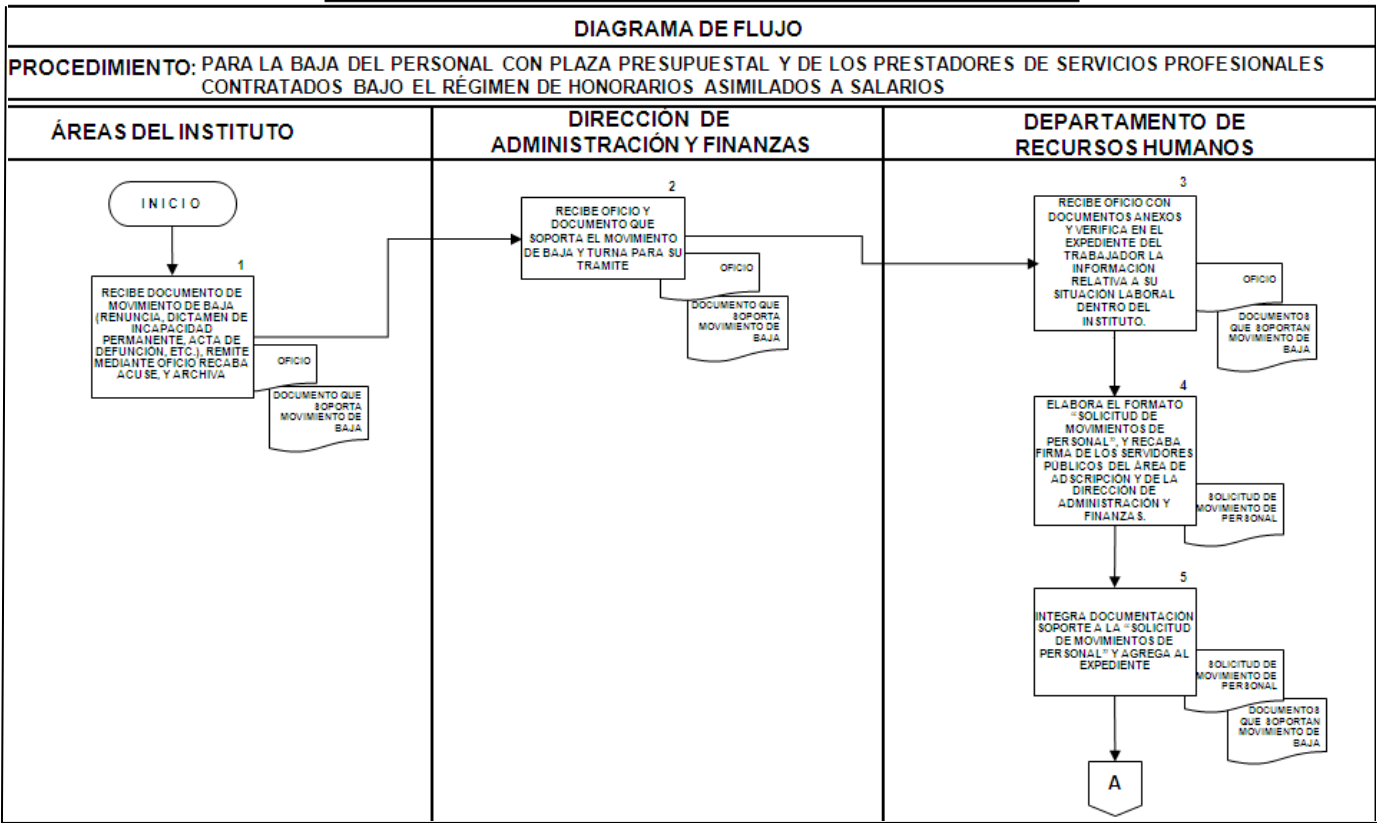 DIAGRAMA DE FLUJO
PROCEDIMIENTO: PARA LA BAJA DEL PERSONAL CON PLAZA PRESUPUESTAL Y DE LOS PRESTADORES DE SERVICIOS PROFESIONALES
CONTRATADOS BAJO EL RÉGIMEN DE HONORARIOS ASIMILADOS A SALARIOS
ÁREAS DEL INSTITUTO
DIRECCIÓN DE
ADMINISTRACIÓN Y FINANZAS
DEPARTAMENTO DE
RECURSOS HUMANOS
INICIO
1
RECIBE DOCUMENTO DE
MOVIMIENTO DE BAJA
(RENUNCIA, DICTAMEN DE
INCAPACIDAD
PERMANENTE, ACTA DE
DEFUNCIÓN, ETC.), REMITE
MEDIANTE OFICIO RECABA
ACUSE, Y ARCHIVA
OFICIO
DOCUMENTO QUE
SOPORTA
MOVIMIENTO DE
BAJA
2
RECIBE OFICIO Y
DOCUMENTO QUE
SOPORTA EL MOVIMIENTO
DE BAJA Y TURNA PARA SU
TRAMITE
OFICIO
DOCUMENTO QUE
SOPORTA
MOVIMIENTO DE
BAJA
3
RECIBE OFICIO CON
DOCUMENTOS ANEXOS
Y VERIFICA EN EL
EXPEDIENTE DEL
TRABAJADOR LA
INFORMACIÓN
RELATIVA A SU
SITUACIÓN LABORAL
DENTRO DEL
INSTITUTO.
OFICIO
DOCUMENTOS
QUE SOPORTAN
MOVIMIENTO DE
BAJA
4
ELABORA EL FORMATO
"SOLICITUD DE
MOVIMIENTOS DE
PERSONAL", Y RECABA
FIRMA DE LOS SERVIDORES
PÚBLICOS DEL ÁREA DE
ADSCRIPCIÓN Y DE LA
DIRECCIÓN DE
ADMINISTRACIÓN Y
FINANZAS.
SOLICITUD DE
MOVIMIENTO DE
PERSONAL
5
INTEGRA DOCUMENTACIÓN
SOPORTE A LA "SOLICITUD
DE MOVIMIENTOS DE
PERSONAL" Y AGREGA AL
EXPEDIENTE
SOLICITUD DE
MOVIMIENTO DE
PERSONAL
DOCUMENTOS
QUE SOPORTAN
MOVIMIENTO DE
BAJA
A